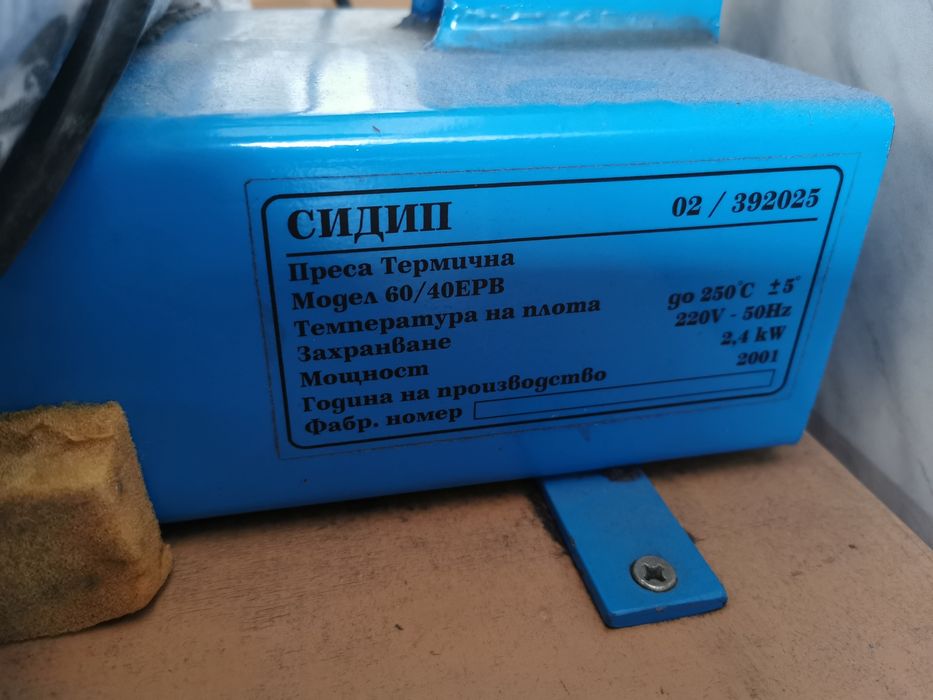 СИДИП 02 / 392025
Преса Термична
Модел 60/40ЕРВ
Температура на плота до 250°C ±5°
Захранване 220V - 50Hz
Мощност 2,4 kW
Година на производство 2001
Фабр. номер